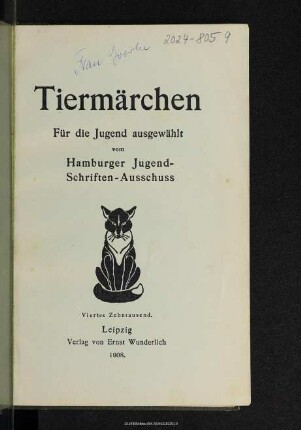 2024-805 9
Frau
Tiermärchen
Für die Jugend ausgewählt
vom
Hamburger Jugend-
Schriften-Ausschuss
Viertes Zehntausend.
Leipzig
Verlag von Ernst Wunderlich
1908.